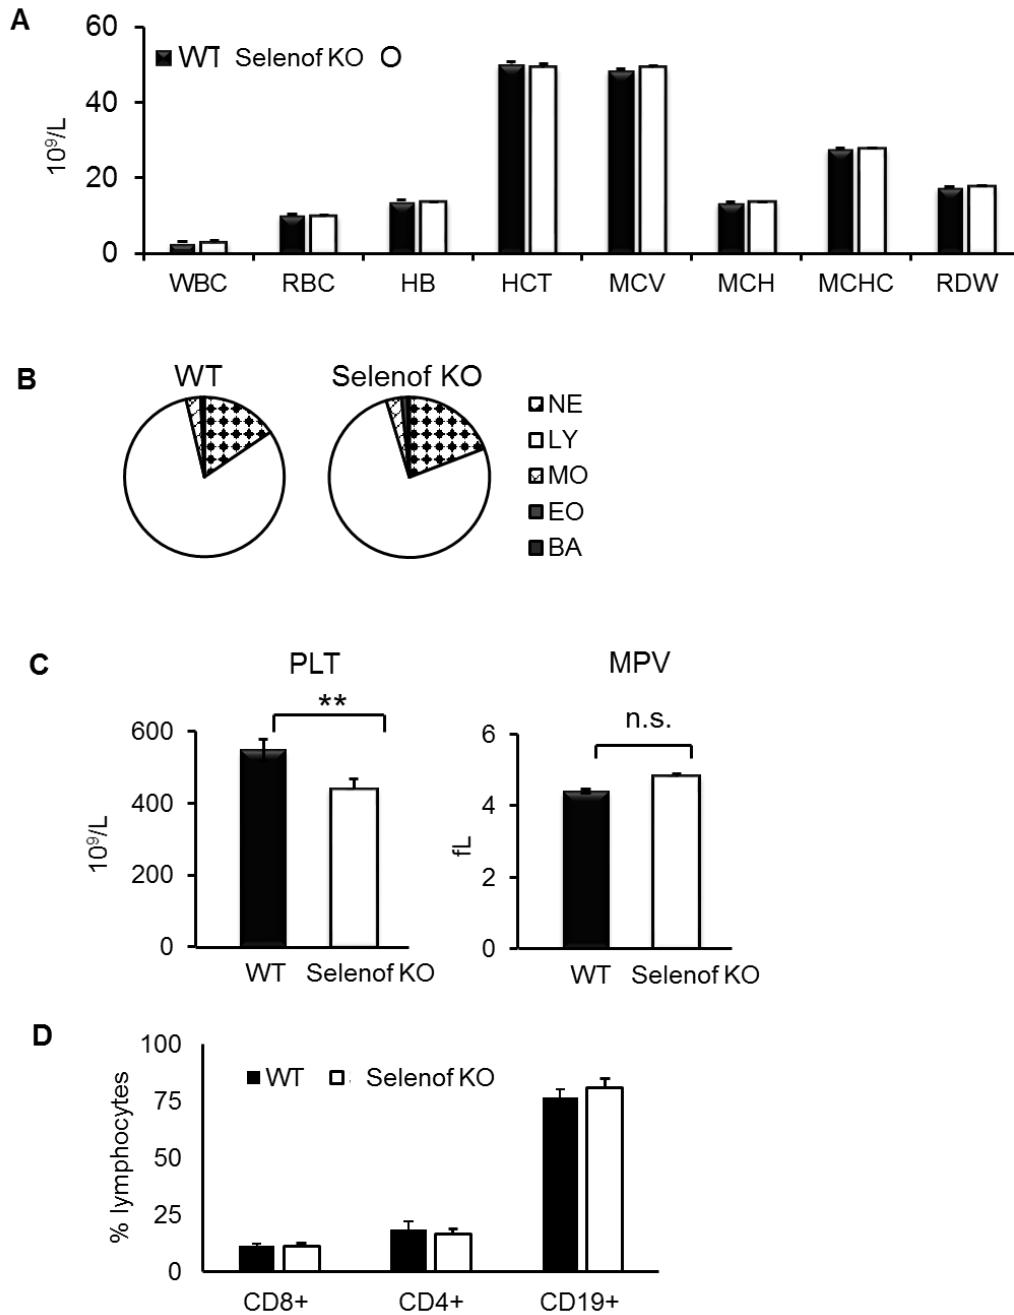 A
60
40
20
0
10⁹/L
WT Selenof KO O
WBC RBC HB HCT MCV MCH MCHC RDW
B
WT Selenof KO
NE
LY
MO
EO
BA
C
PLT MPV
** n.s.
600
400
200
0
10⁹/L
WT Selenof KO
6
4
2
0
fL
WT Selenof KO
D
100
75
50
25
0
% lymphocytes
WT Selenof KO
CD8+ CD4+ CD19+